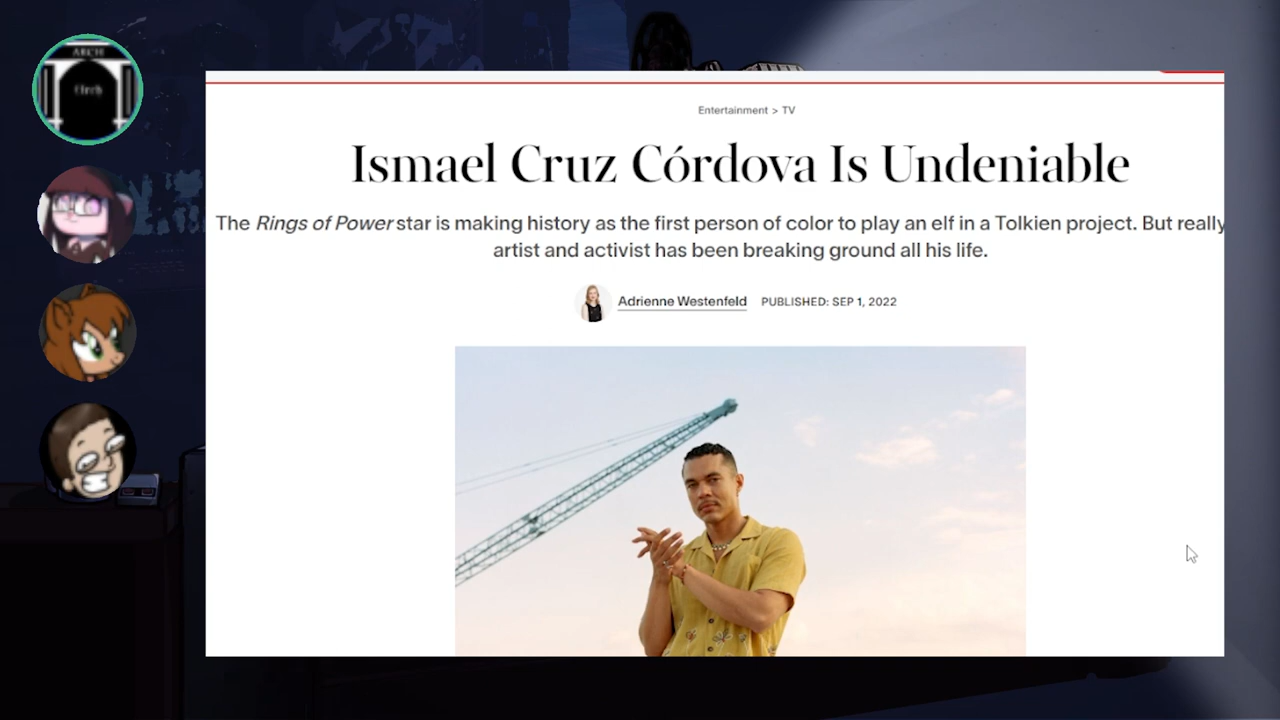 ARCH
Entertainment > TV
Ismael Cruz Córdova Is Undeniable
The Rings of Power star is making history as the first person of color to play an elf in a Tolkien project. But really
artist and activist has been breaking ground all his life.
Adrienne Westenfeld PUBLISHED: SEP 1, 2022